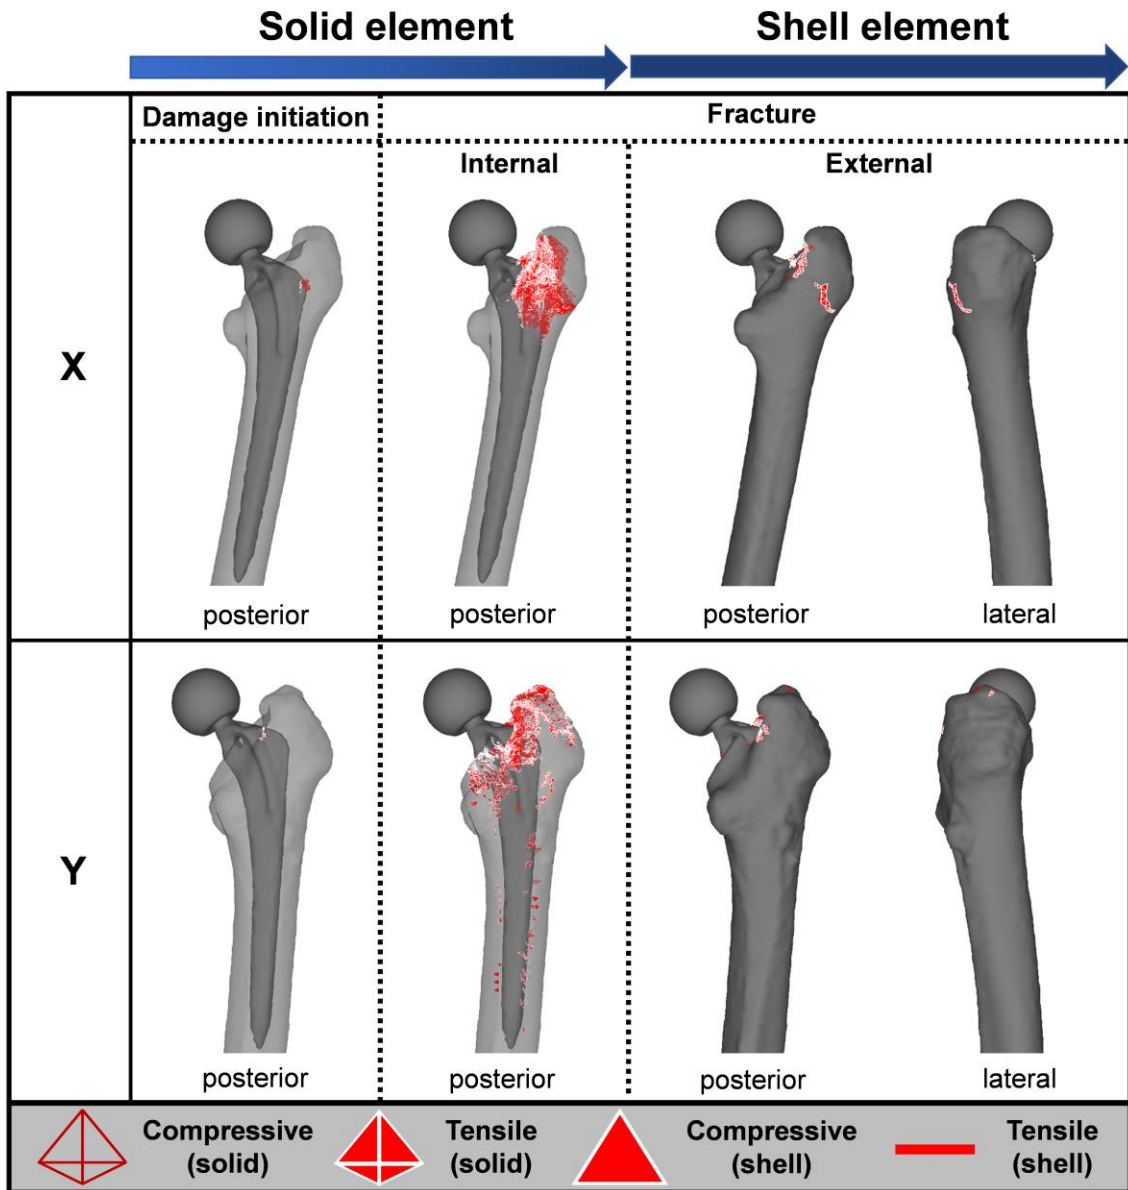 Solid element
Shell element
Damage initiation
Fracture
Internal
External
X
posterior
posterior
posterior
lateral
Y
posterior
posterior
posterior
lateral
Compressive
(solid)
Tensile
(solid)
Compressive
(shell)
Tensile
(shell)